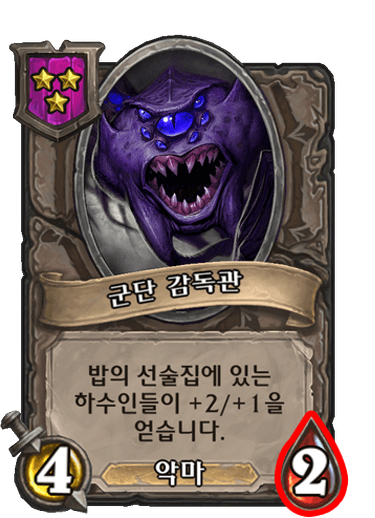 군단 감독관
밥의 선술집에 있는
하수인들이 +2/+1을
얻습니다.
악마
4
2